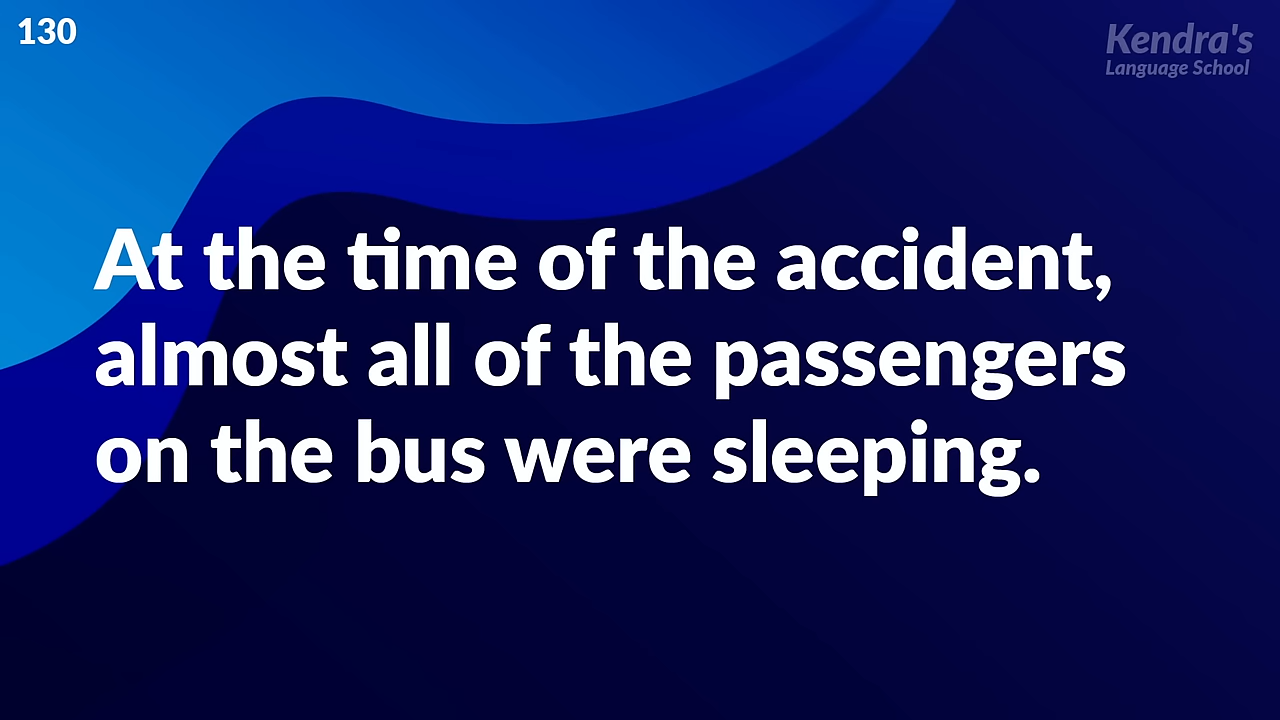 130
Kendra's
Language School
At the time of the accident,
almost all of the passengers
on the bus were sleeping.